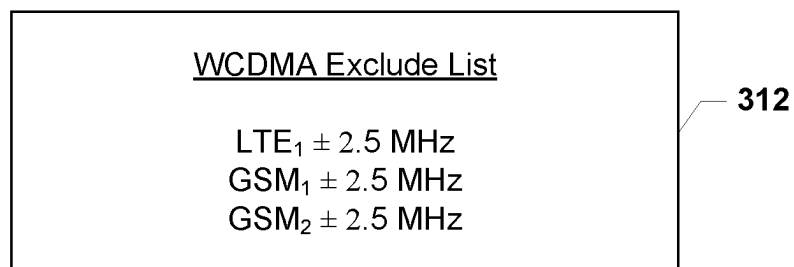 WCDMA Exclude List
312
LTE₁ ± 2.5 MHz
GSM₁ ± 2.5 MHz
GSM₂ ± 2.5 MHz